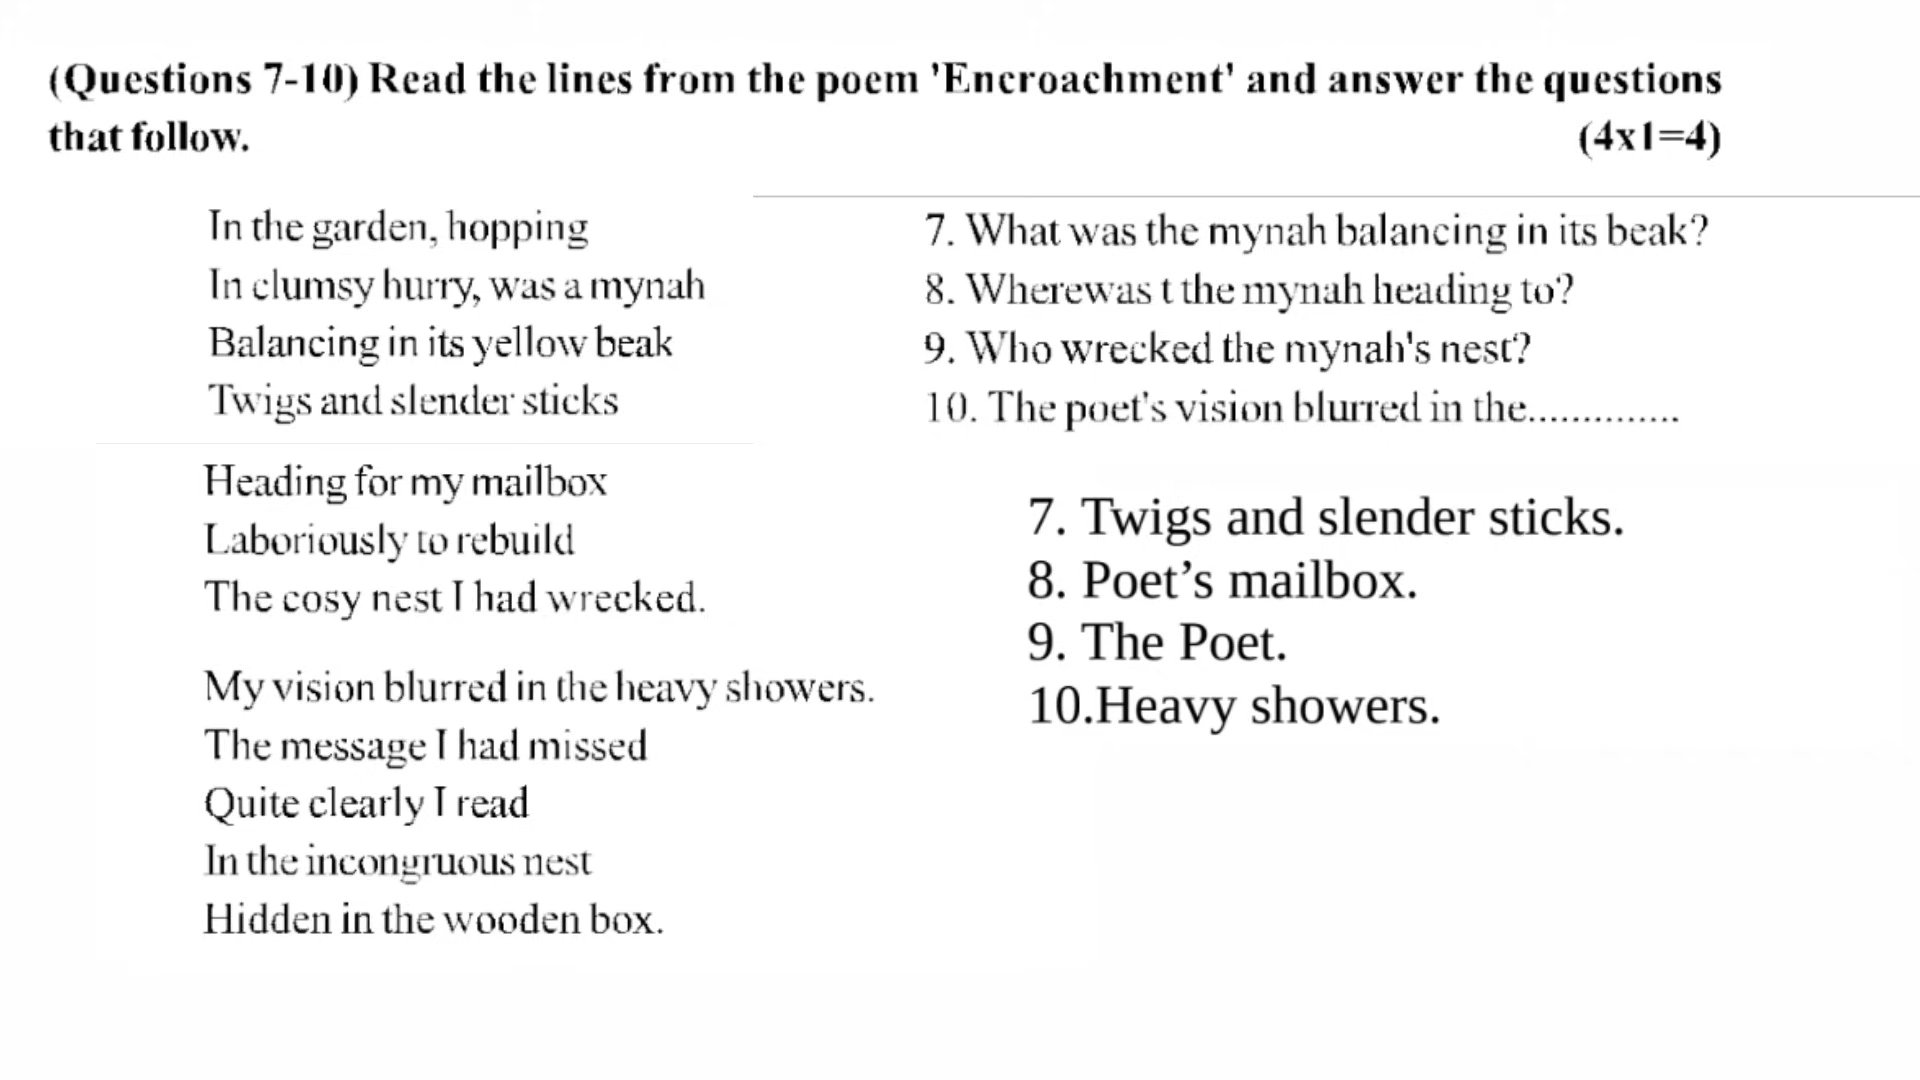 (Questions 7-10) Read the lines from the poem 'Encroachment' and answer the questions
that follow. (4x1=4)
In the garden, hopping
In clumsy hurry, was a mynah
Balancing in its yellow beak
Twigs and slender sticks
Heading for my mailbox
Laboriously to rebuild
The cosy nest I had wrecked.
My vision blurred in the heavy showers.
The message I had missed
Quite clearly I read
In the incongruous nest
Hidden in the wooden box.
7. What was the mynah balancing in its beak?
8. Wherewas t the mynah heading to?
9. Who wrecked the mynah's nest?
10. The poet's vision blurred in the..............
7. Twigs and slender sticks.
8. Poet’s mailbox.
9. The Poet.
10.Heavy showers.